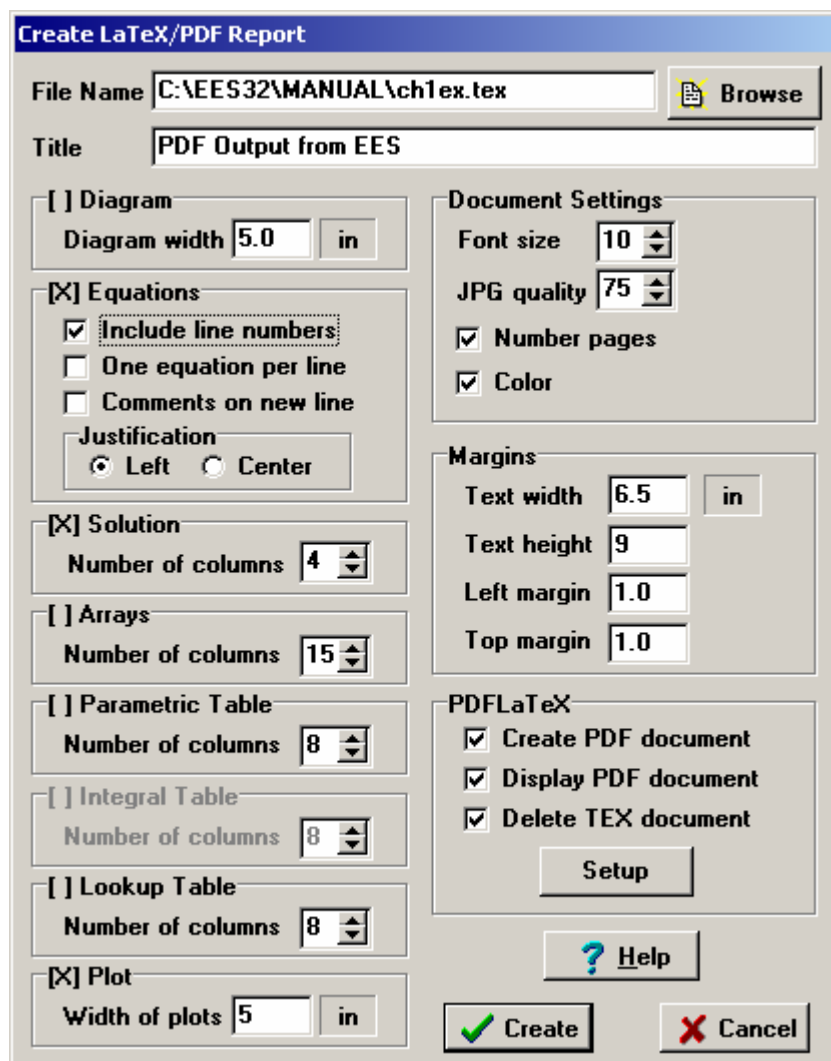 Create LaTeX/PDF Report
File Name C:\EES32\MANUAL\ch1ex.tex Browse
Title PDF Output from EES
[ ] Diagram
Diagram width 5.0 in
[X] Equations
Include line numbers
One equation per line
Comments on new line
Justification
Left Center
[X] Solution
Number of columns 4
[ ] Arrays
Number of columns 15
[ ] Parametric Table
Number of columns 8
[ ] Integral Table
Number of columns 8
[ ] Lookup Table
Number of columns 8
[X] Plot
Width of plots 5 in
Document Settings
Font size 10
JPG quality 75
Number pages
Color
Margins
Text width 6.5 in
Text height 9
Left margin 1.0
Top margin 1.0
PDFLaTeX
Create PDF document
Display PDF document
Delete TEX document
Setup
? Help
Create Cancel